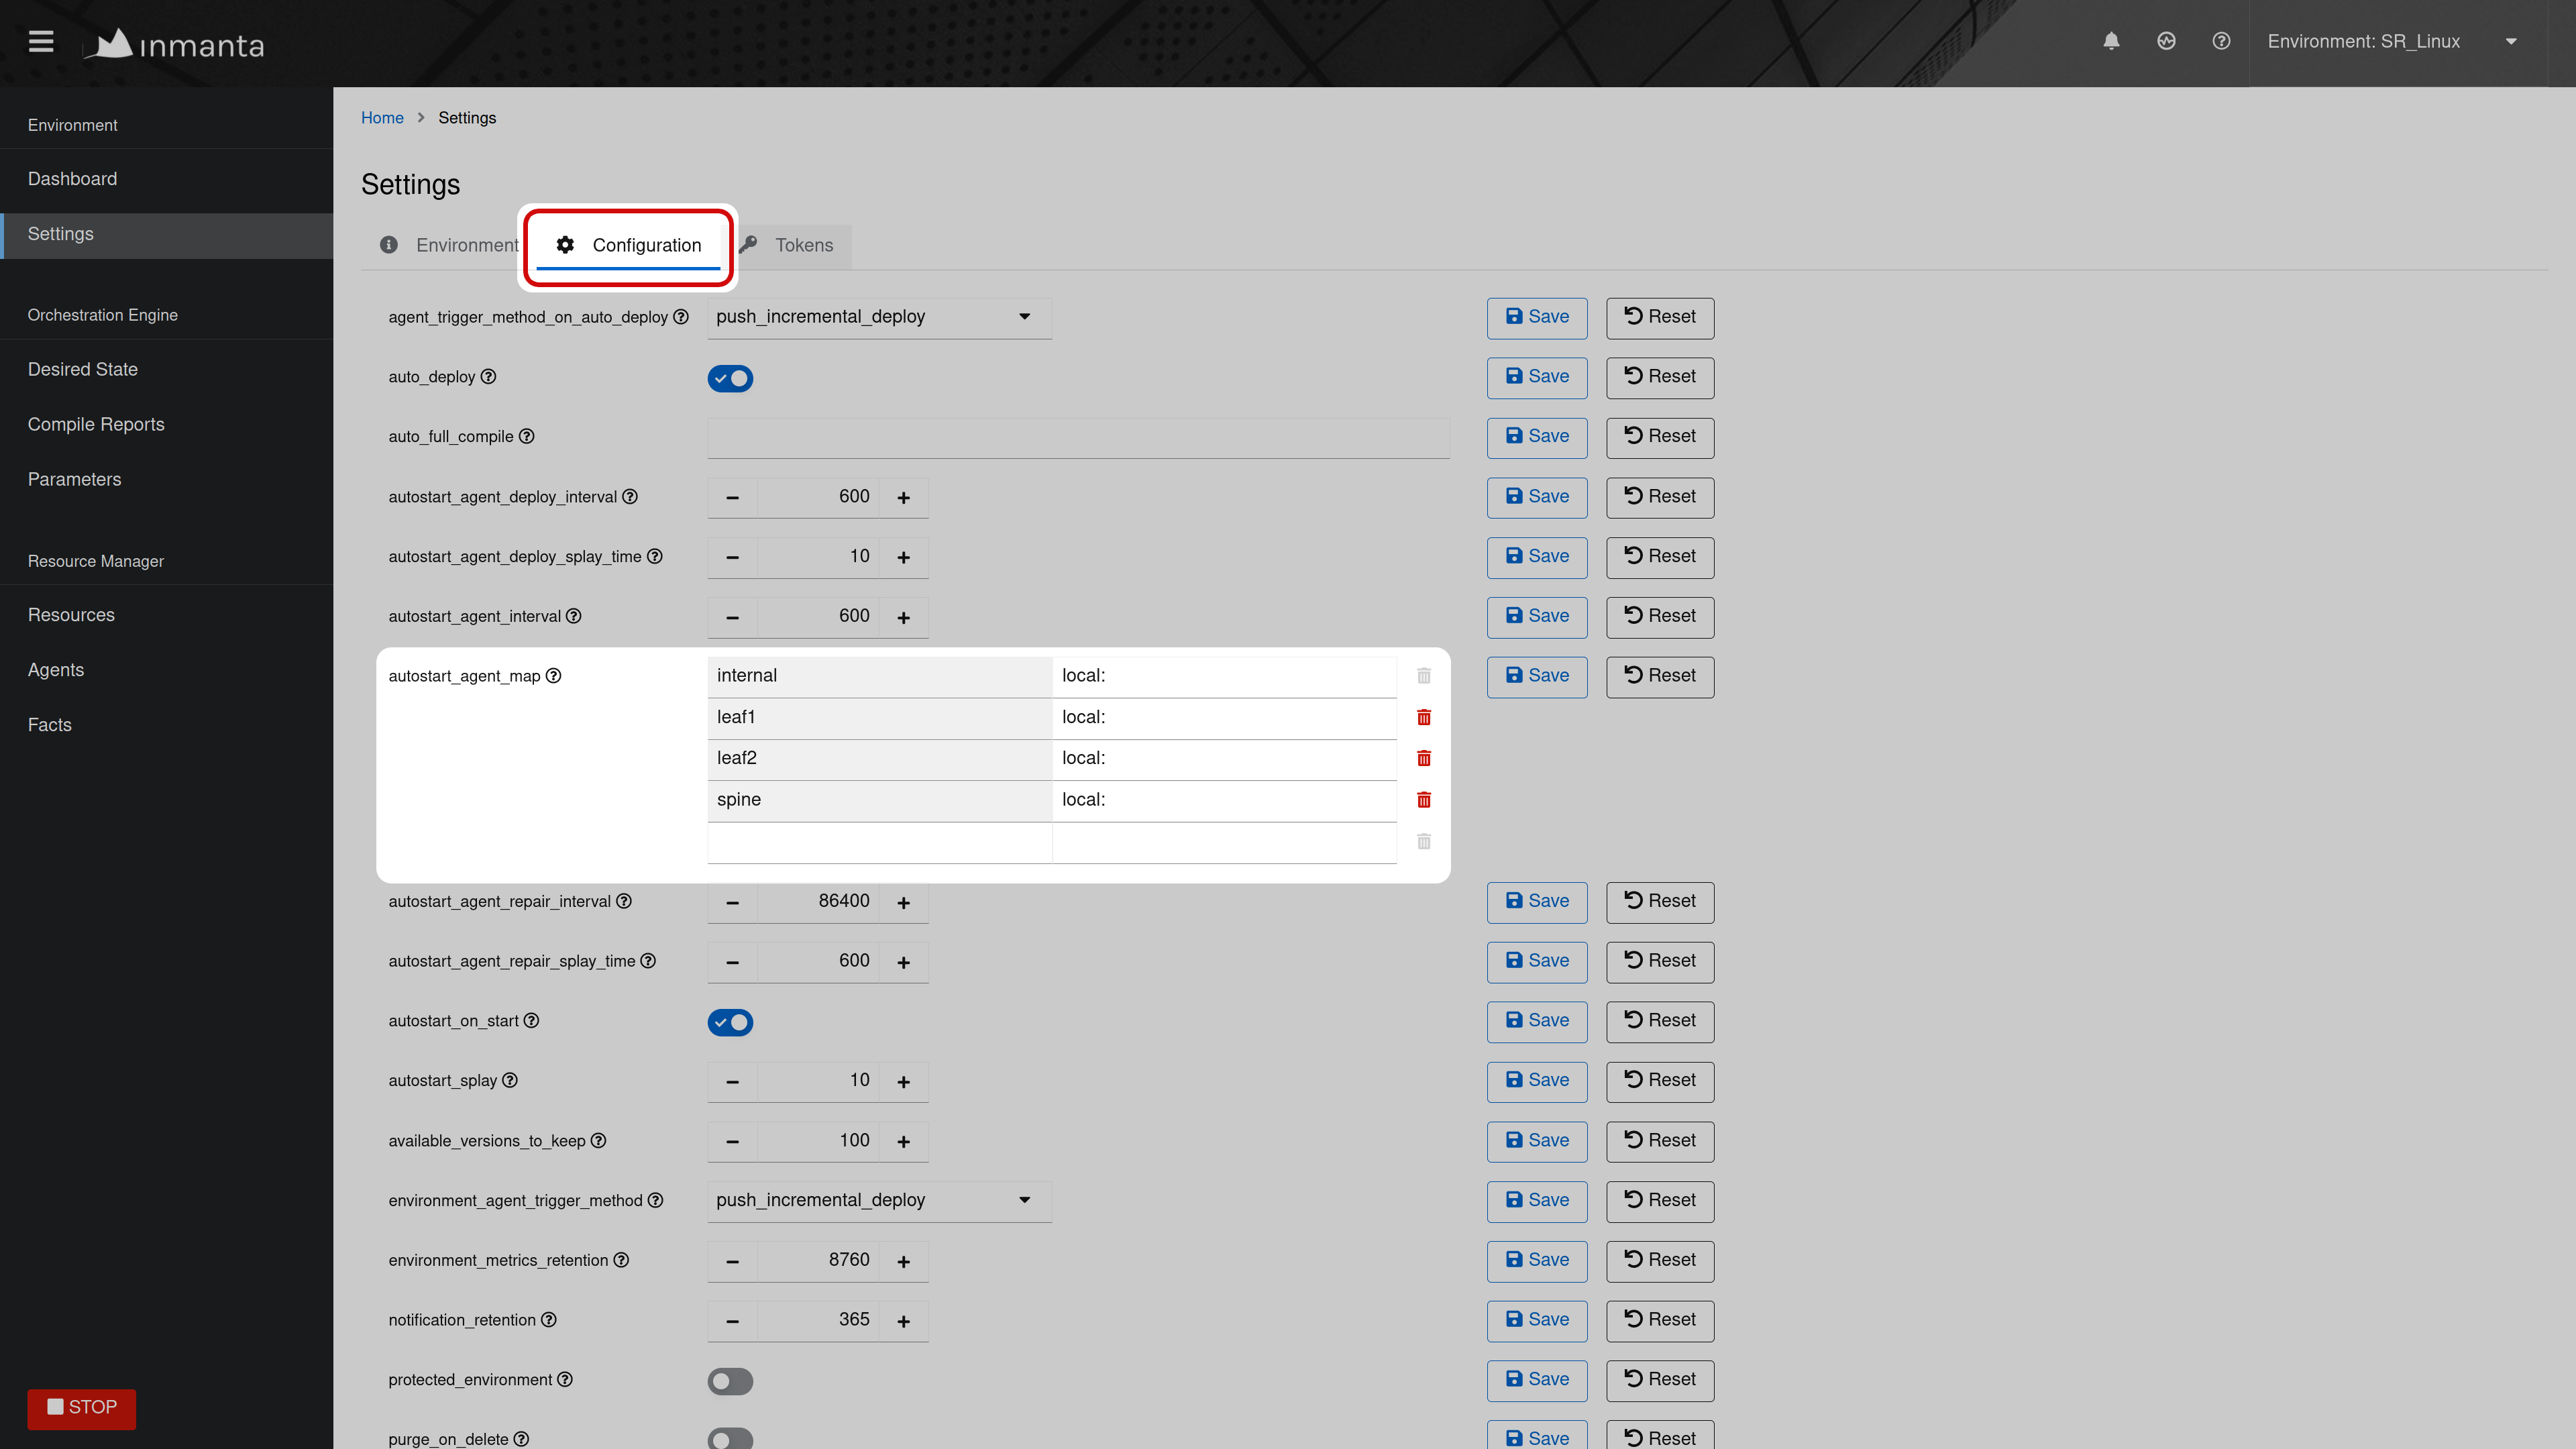 inmanta
Environment: SR_Linux
Environment
Dashboard
Settings
Orchestration Engine
Desired State
Compile Reports
Parameters
Resource Manager
Resources
Agents
Facts
STOP
Home > Settings
Settings
Environment Configuration Tokens
agent_trigger_method_on_auto_deploy push_incremental_deploy Save Reset
auto_deploy Save Reset
auto_full_compile Save Reset
autostart_agent_deploy_interval 600 Save Reset
autostart_agent_deploy_splay_time 10 Save Reset
autostart_agent_interval 600 Save Reset
autostart_agent_map internal local: Save Reset
leaf1 local:
leaf2 local:
spine local:
autostart_agent_repair_interval 86400 Save Reset
autostart_agent_repair_splay_time 600 Save Reset
autostart_on_start Save Reset
autostart_splay 10 Save Reset
available_versions_to_keep 100 Save Reset
environment_agent_trigger_method push_incremental_deploy Save Reset
environment_metrics_retention 8760 Save Reset
notification_retention 365 Save Reset
protected_environment Save Reset
purge_on_delete Save Reset